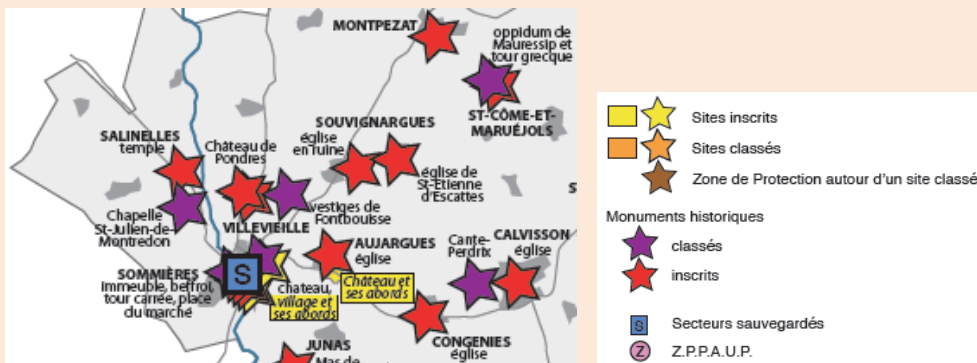 MONTPEZAT
oppidum de
Mauressip et
tour grecque
ST-CÔME-ET-
MARUÉJOLS
SALINELLES
temple
Château de
Pondres
SOUVIGNARGUES
église
en ruine
église de
St-Etienne
d'Escattes
Chapelle
St-Julien-de-
Montredon
vestiges de
Fontbouisse
VILLEVIEILLE
AUJARGUES
église
Cante-
Perdrix
CALVISSON
église
SOMMIÈRES
Immeuble, beffroi,
tour carrée, place
du marché
S
chateau,
village et
ses abords
Château et
ses abords
CONGENIES
église
JUNAS
Mas de
S
Sites inscrits
Sites classés
Zone de Protection autour d'un site classé
Monuments historiques
classés
inscrits
S
Secteurs sauvegardés
Z
Z.P.P.A.U.P.